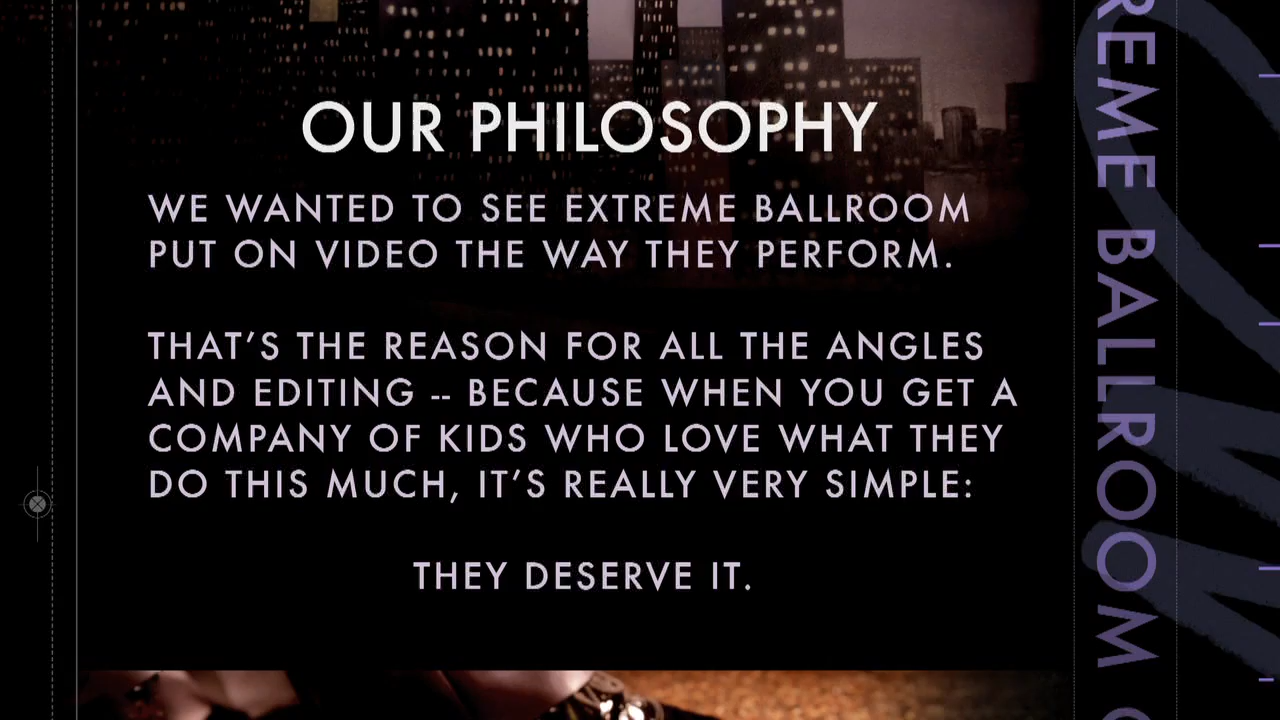 OUR PHILOSOPHY
WE WANTED TO SEE EXTREME BALLROOM
PUT ON VIDEO THE WAY THEY PERFORM.
THAT’S THE REASON FOR ALL THE ANGLES
AND EDITING -- BECAUSE WHEN YOU GET A
COMPANY OF KIDS WHO LOVE WHAT THEY
DO THIS MUCH, IT’S REALLY VERY SIMPLE:
THEY DESERVE IT.
REME BALLROOM